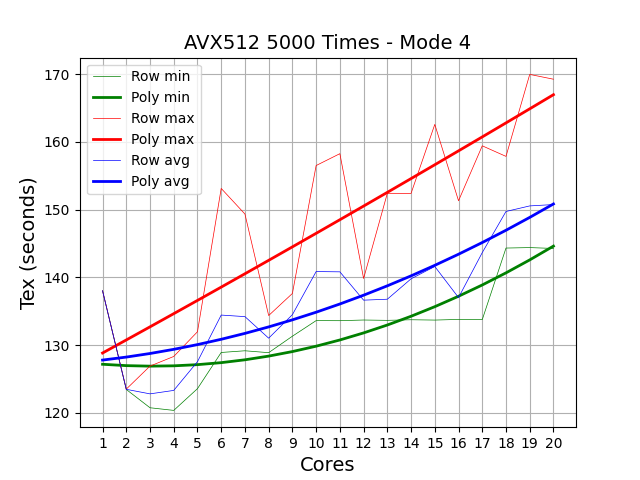 AVX512 5000 Times - Mode 4
Row min
Poly min
Row max
Poly max
Row avg
Poly avg
Tex (seconds)
170
160
150
140
130
120
1 2 3 4 5 6 7 8 9 10 11 12 13 14 15 16 17 18 19 20
Cores